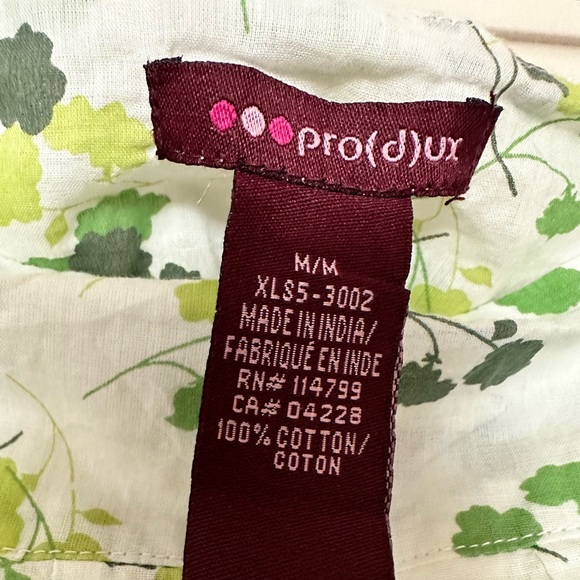 pro(d)ux
M/M
XLS5-3002
MADE IN INDIA/
FABRIQUÉ EN INDE
RN# 114799
CA# 04228
100% COTTON/
COTON